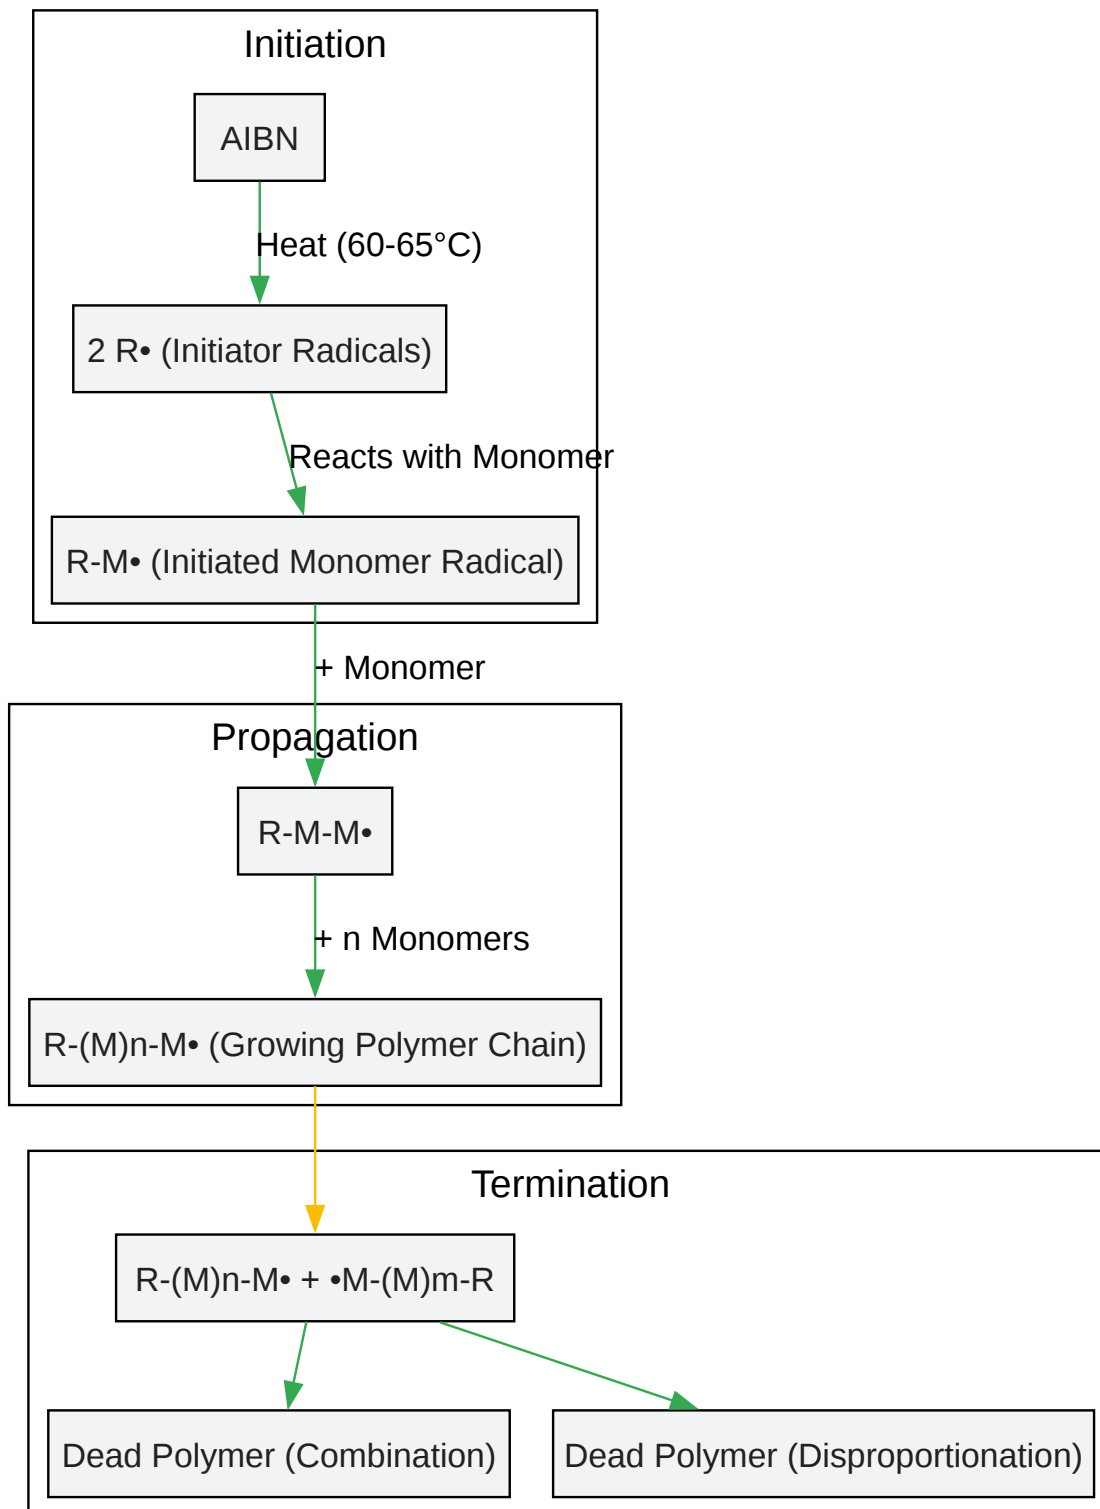 Initiation
AIBN
Heat (60-65°C)
2 R• (Initiator Radicals)
Reacts with Monomer
R-M• (Initiated Monomer Radical)
+ Monomer
Propagation
R-M-M•
+ n Monomers
R-(M)n-M• (Growing Polymer Chain)
Termination
R-(M)n-M• + •M-(M)m-R
Dead Polymer (Combination)
Dead Polymer (Disproportionation)